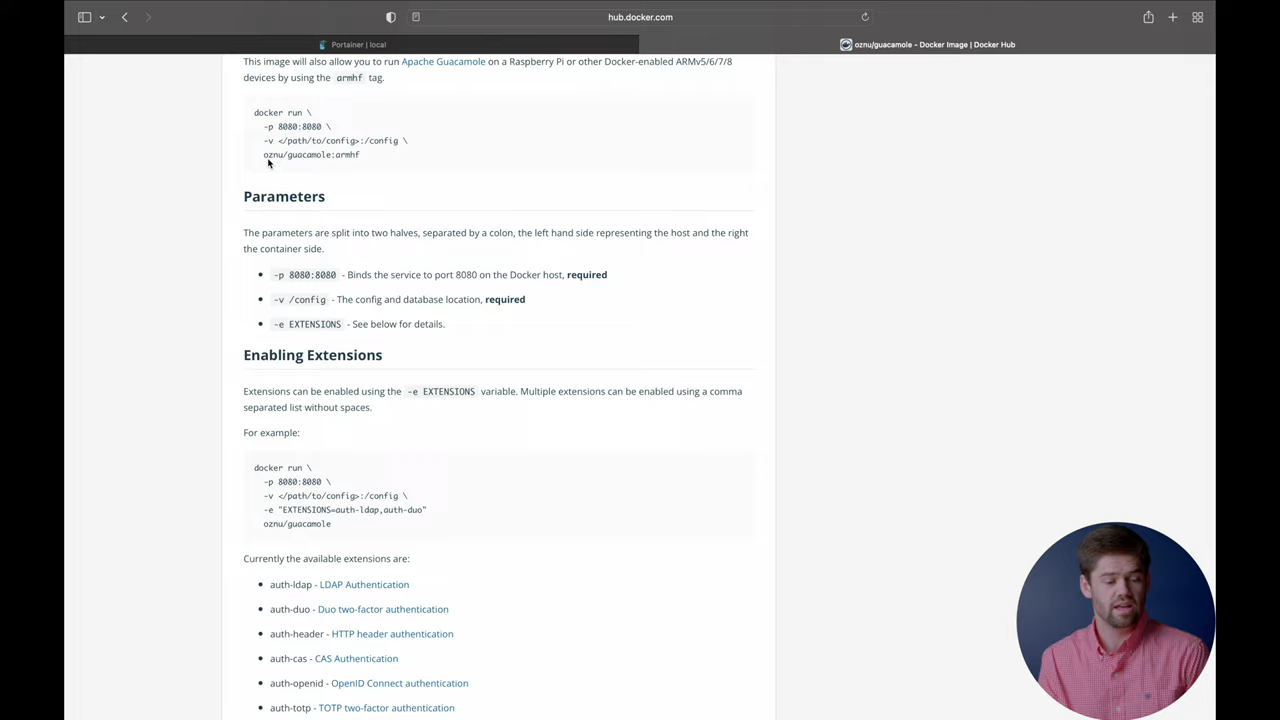 hub.docker.com
Portainer | local
oznu/guacamole - Docker Image | Docker Hub
This image will also allow you to run Apache Guacamole on a Raspberry Pi or other Docker-enabled ARMv5/6/7/8
devices by using the armhf tag.
docker run \
-p 8080:8080 \
-v </path/to/config>:/config \
oznu/guacamole:armhf
Parameters
The parameters are split into two halves, separated by a colon, the left hand side representing the host and the right
the container side.
-p 8080:8080 - Binds the service to port 8080 on the Docker host, required
-v /config - The config and database location, required
-e EXTENSIONS - See below for details.
Enabling Extensions
Extensions can be enabled using the -e EXTENSIONS variable. Multiple extensions can be enabled using a comma
separated list without spaces.
For example:
docker run \
-p 8080:8080 \
-v </path/to/config>:/config \
-e "EXTENSIONS=auth-ldap,auth-duo"
oznu/guacamole
Currently the available extensions are:
auth-ldap - LDAP Authentication
auth-duo - Duo two-factor authentication
auth-header - HTTP header authentication
auth-cas - CAS Authentication
auth-openid - OpenID Connect authentication
auth-totp - TOTP two-factor authentication